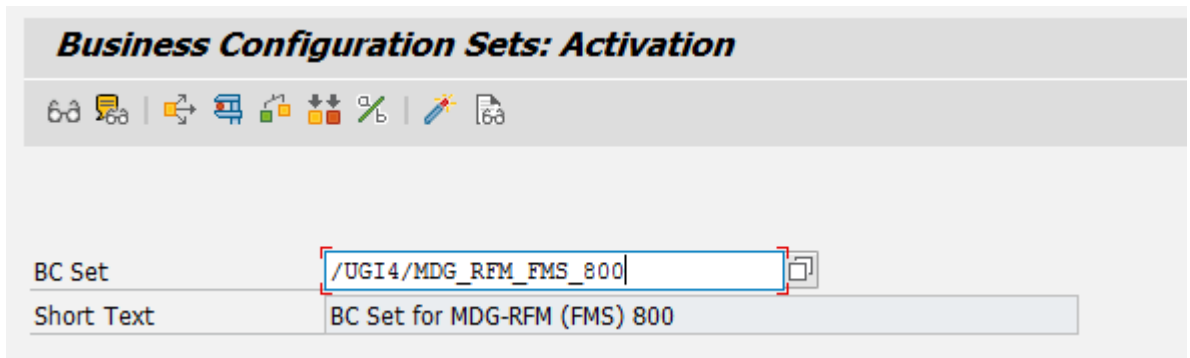 Business Configuration Sets: Activation
BC Set /UGI4/MDG_RFM_FMS_800
Short Text BC Set for MDG-RFM (FMS) 800